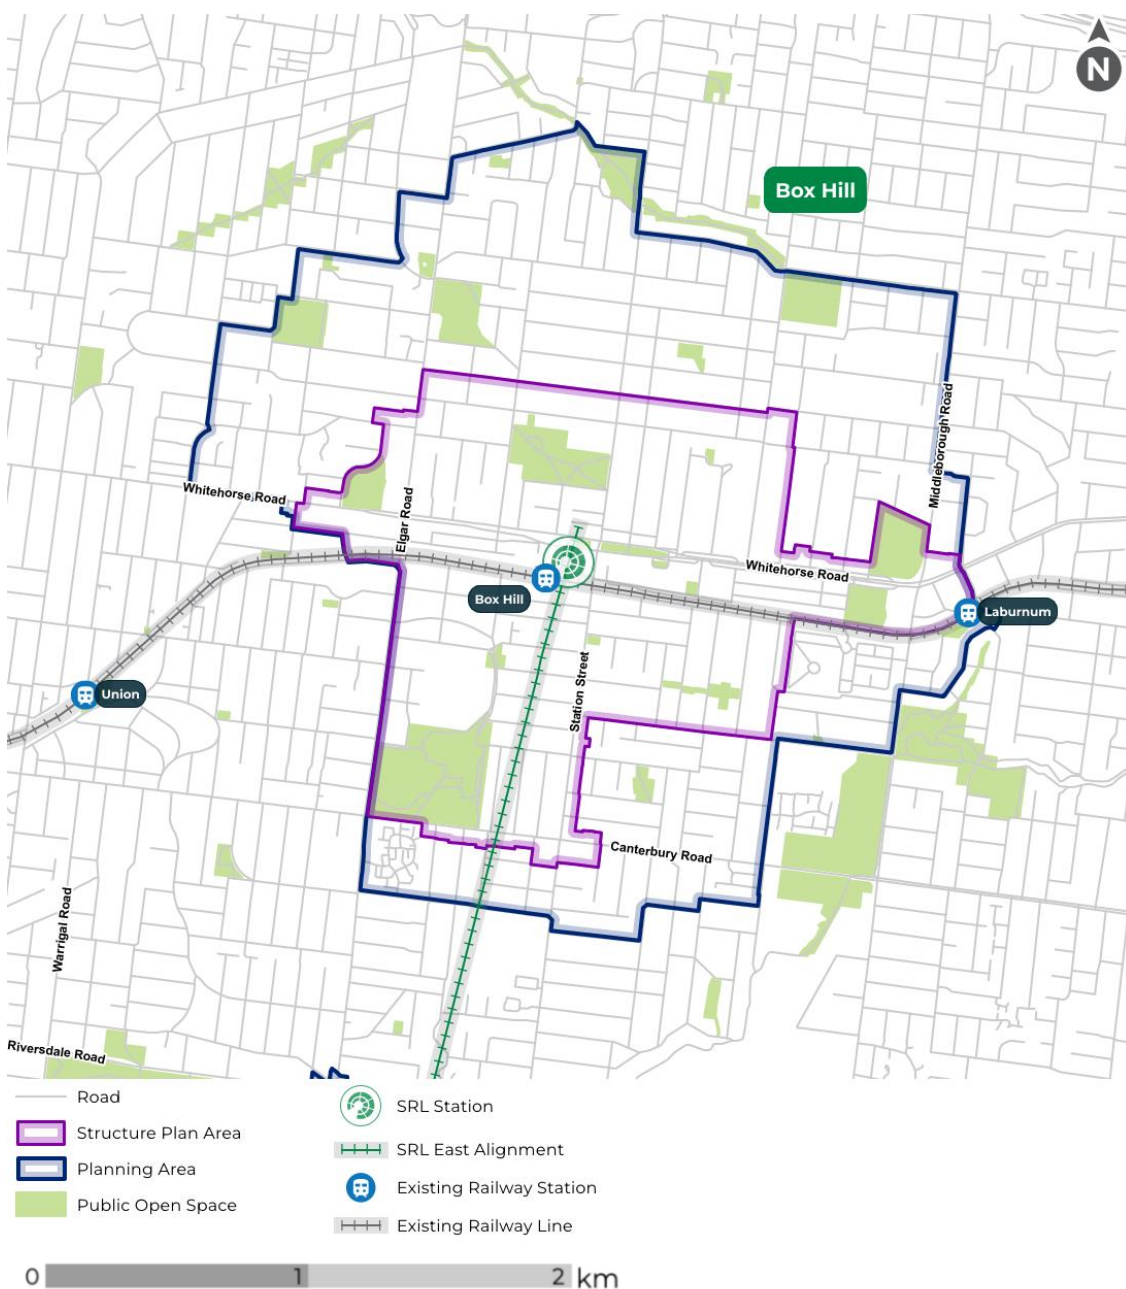 N
Box Hill
Middleborough Road
Whitehorse Road
Elgar Road
Whitehorse Road
Box Hill
Laburnum
Station Street
Union
Canterbury Road
Warrigal Road
Riversdale Road
Road
Structure Plan Area
Planning Area
Public Open Space
SRL Station
SRL East Alignment
Existing Railway Station
Existing Railway Line
0 1 2 km